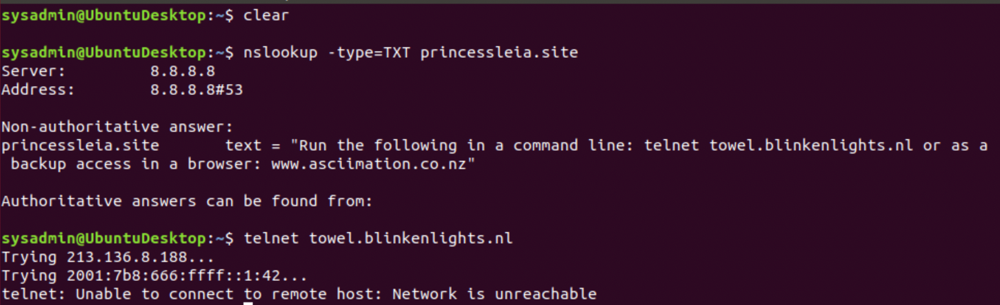 sysadmin@UbuntuDesktop:~$ clear
sysadmin@UbuntuDesktop:~$ nslookup -type=TXT princessleia.site
Server:         8.8.8.8
Address:        8.8.8.8#53
Non-authoritative answer:
princessleia.site       text = "Run the following in a command line: telnet towel.blinkenlights.nl or as a
 backup access in a browser: www.asciimation.co.nz"
Authoritative answers can be found from:
sysadmin@UbuntuDesktop:~$ telnet towel.blinkenlights.nl
Trying 213.136.8.188...
Trying 2001:7b8:666:ffff::1:42...
telnet: Unable to connect to remote host: Network is unreachable